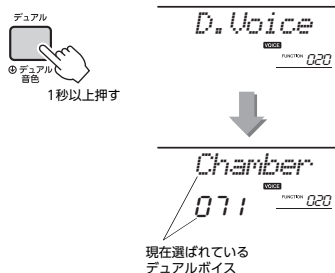 デュアル
デュアル
音色
1秒以上押す
D.Voice
VOICE
FUNCTION 020
Chamber
VOICE
071
FUNCTION 020
現在選ばれている
デュアルボイス